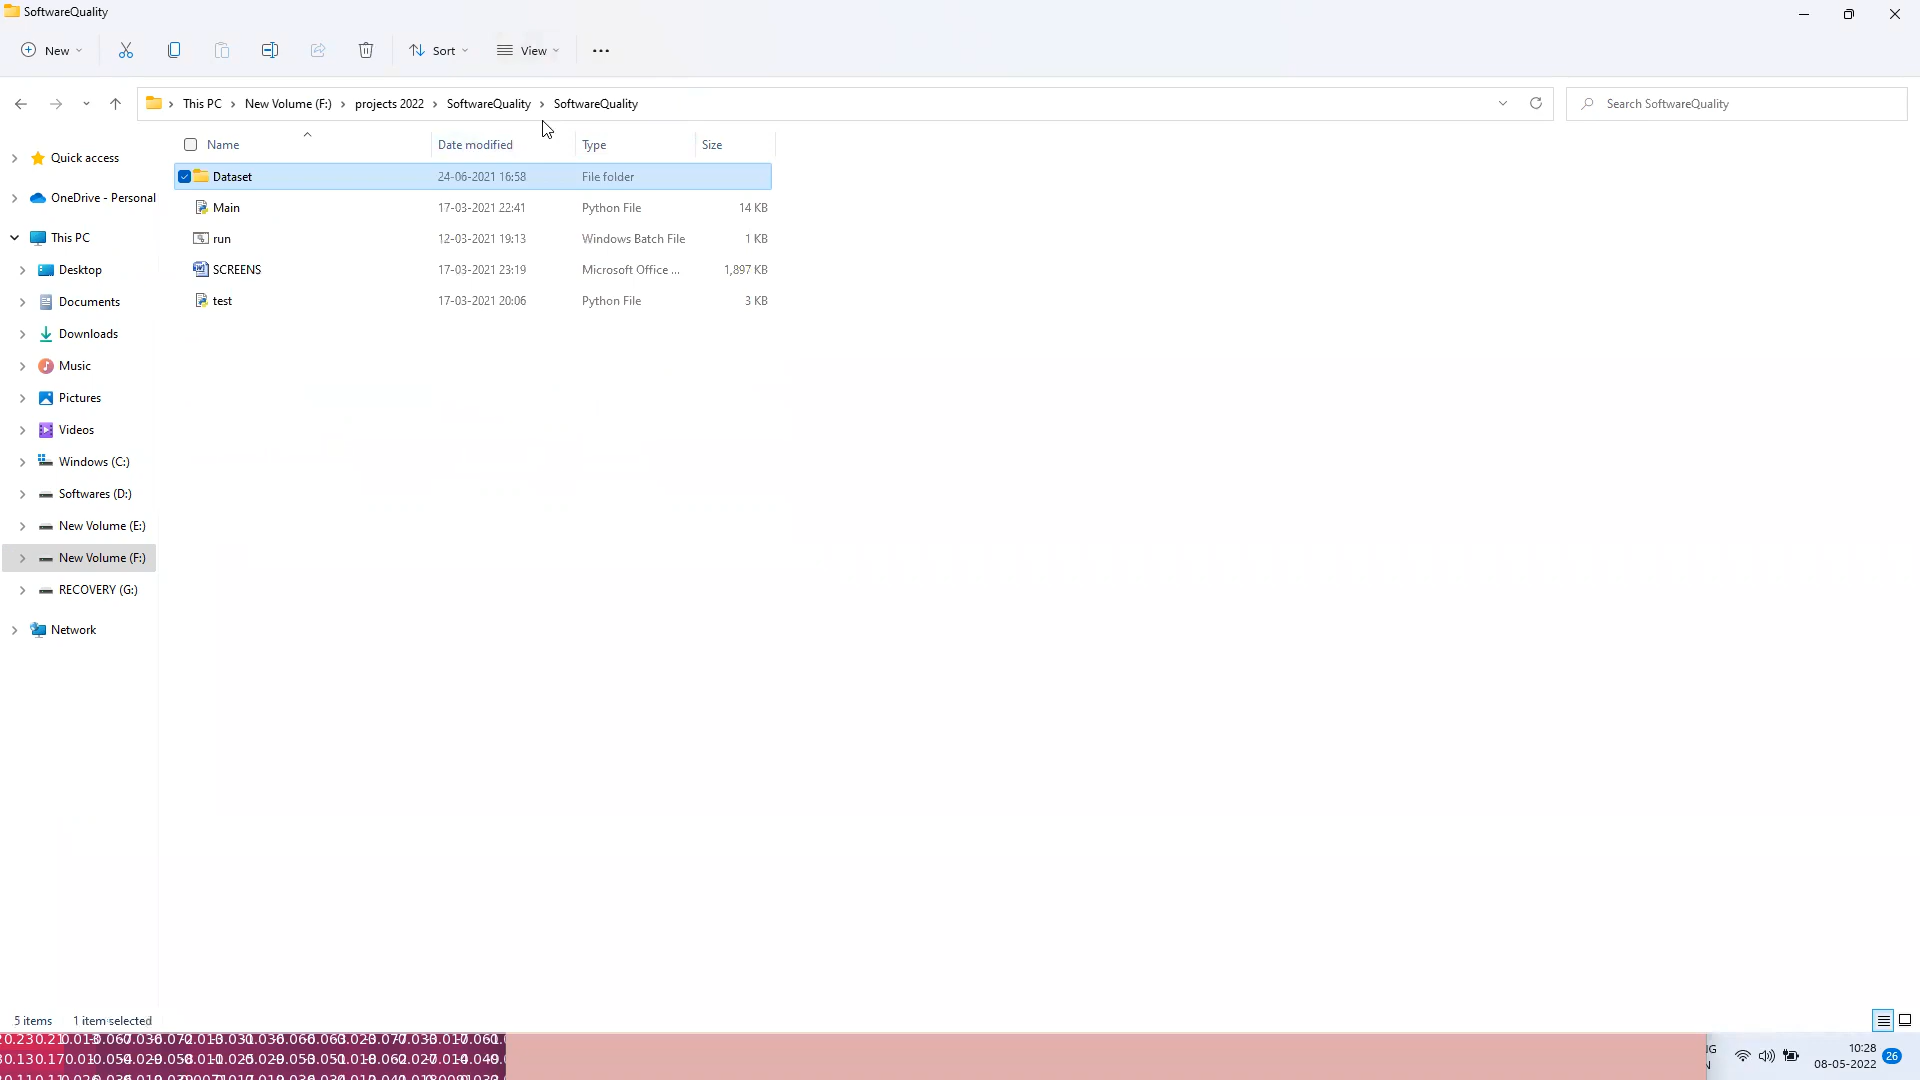 SoftwareQuality
New
Sort
View
This PC
New Volume (F:)
projects 2022
SoftwareQuality
SoftwareQuality
Search SoftwareQuality
Name
Date modified
Type
Size
Dataset
24-06-2021 16:58
File folder
Main
17-03-2021 22:41
Python File
14 KB
run
12-03-2021 19:13
Windows Batch File
1 KB
SCREENS
17-03-2021 23:19
Microsoft Office ...
1,897 KB
test
17-03-2021 20:06
Python File
3 KB
Quick access
OneDrive - Personal
This PC
Desktop
Documents
Downloads
Music
Pictures
Videos
Windows (C:)
Softwares (D:)
New Volume (E:)
New Volume (F:)
RECOVERY (G:)
Network
5 items
1 item selected
10:28
08-05-2022
26